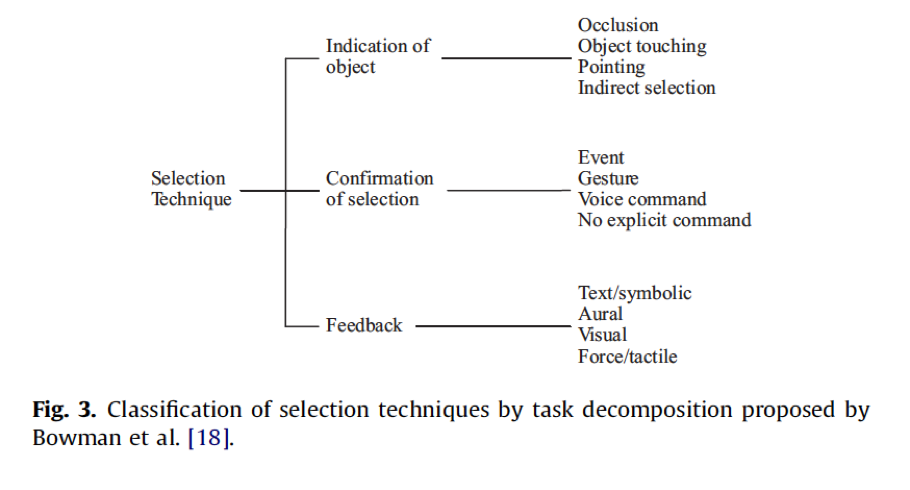 Selection
Technique
Indication of
object
Occlusion
Object touching
Pointing
Indirect selection
Confirmation
of selection
Event
Gesture
Voice command
No explicit command
Feedback
Text/symbolic
Aural
Visual
Force/tactile
Fig. 3. Classification of selection techniques by task decomposition proposed by
Bowman et al. [18].